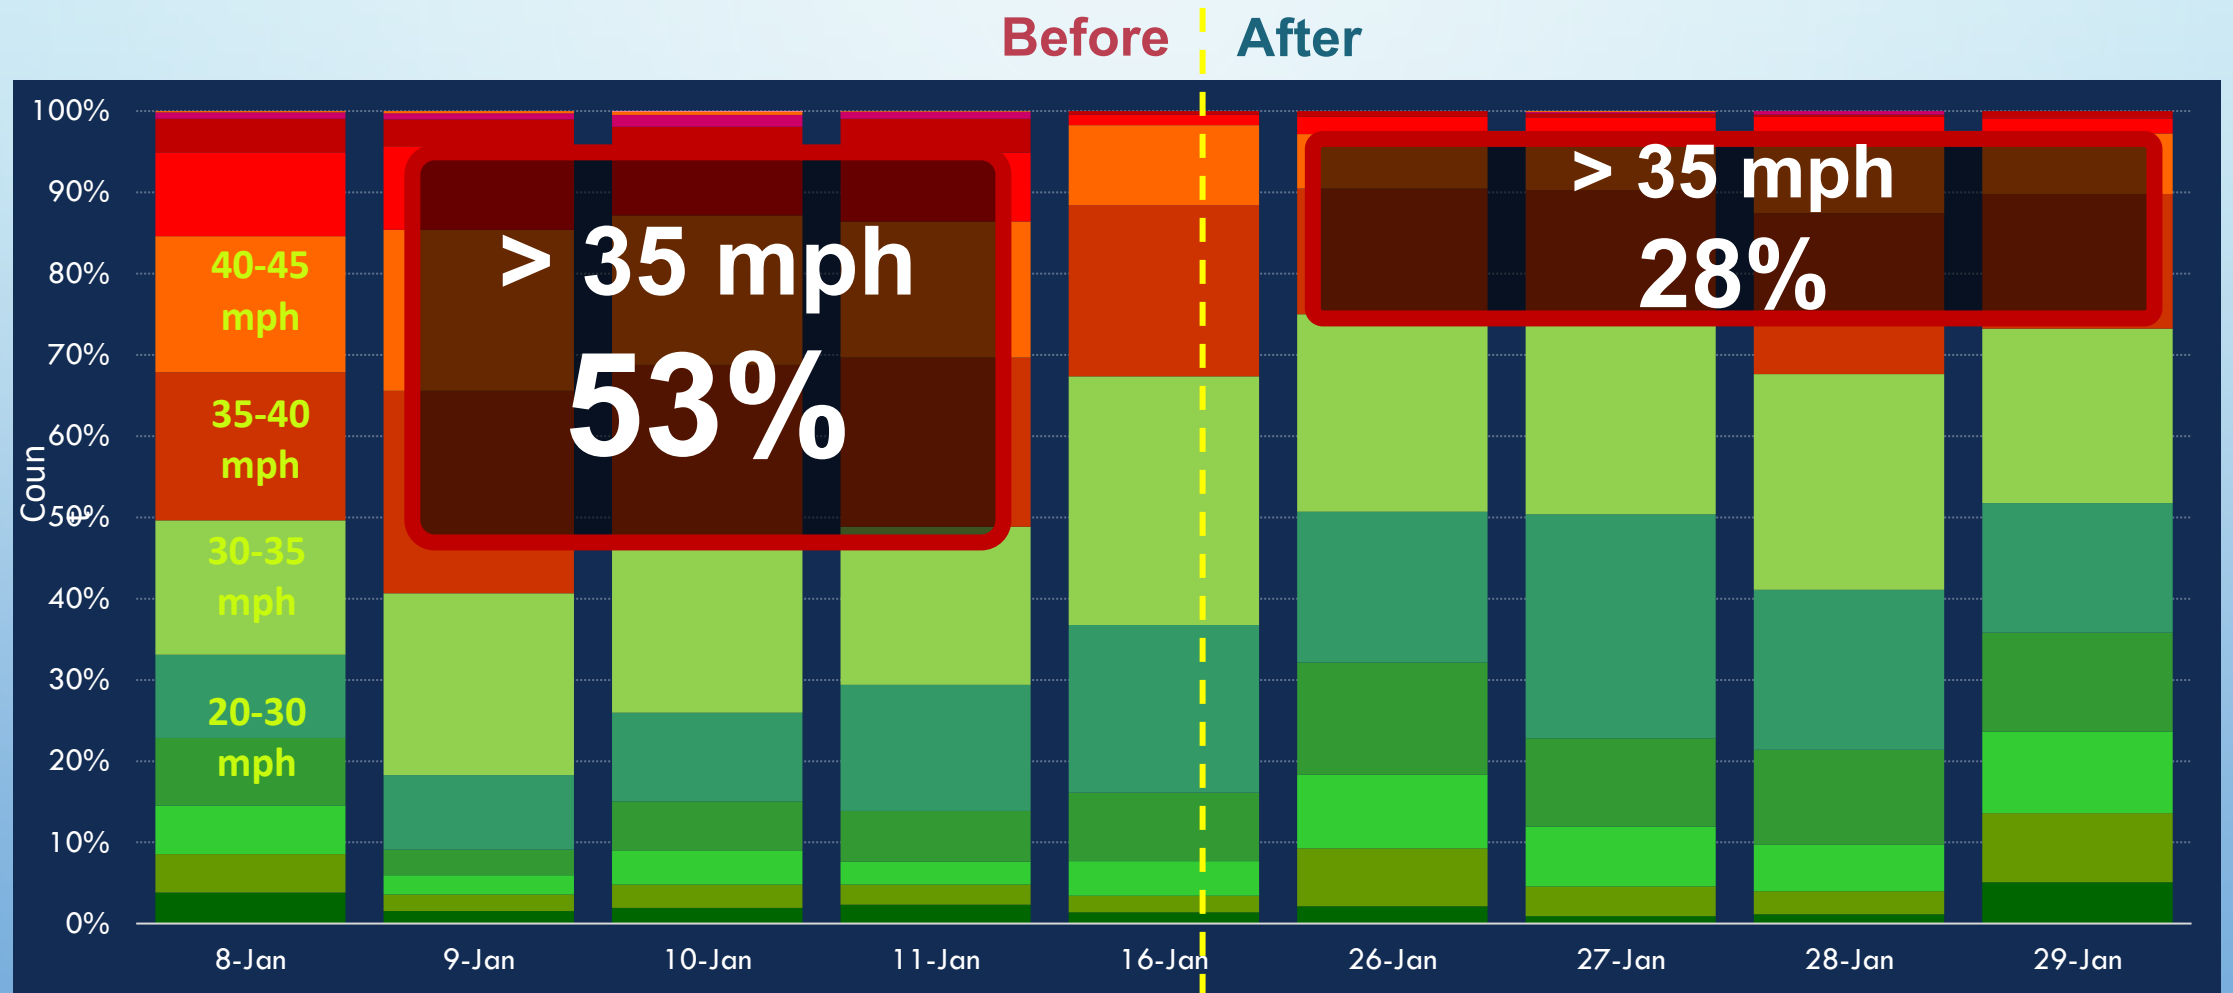 Before
After
100%
90%
80%
70%
60%
50%
40%
30%
20%
10%
0%
Count
40-45
mph
35-40
mph
30-35
mph
20-30
mph
> 35 mph
53%
> 35 mph
28%
8-Jan
9-Jan
10-Jan
11-Jan
16-Jan
26-Jan
27-Jan
28-Jan
29-Jan